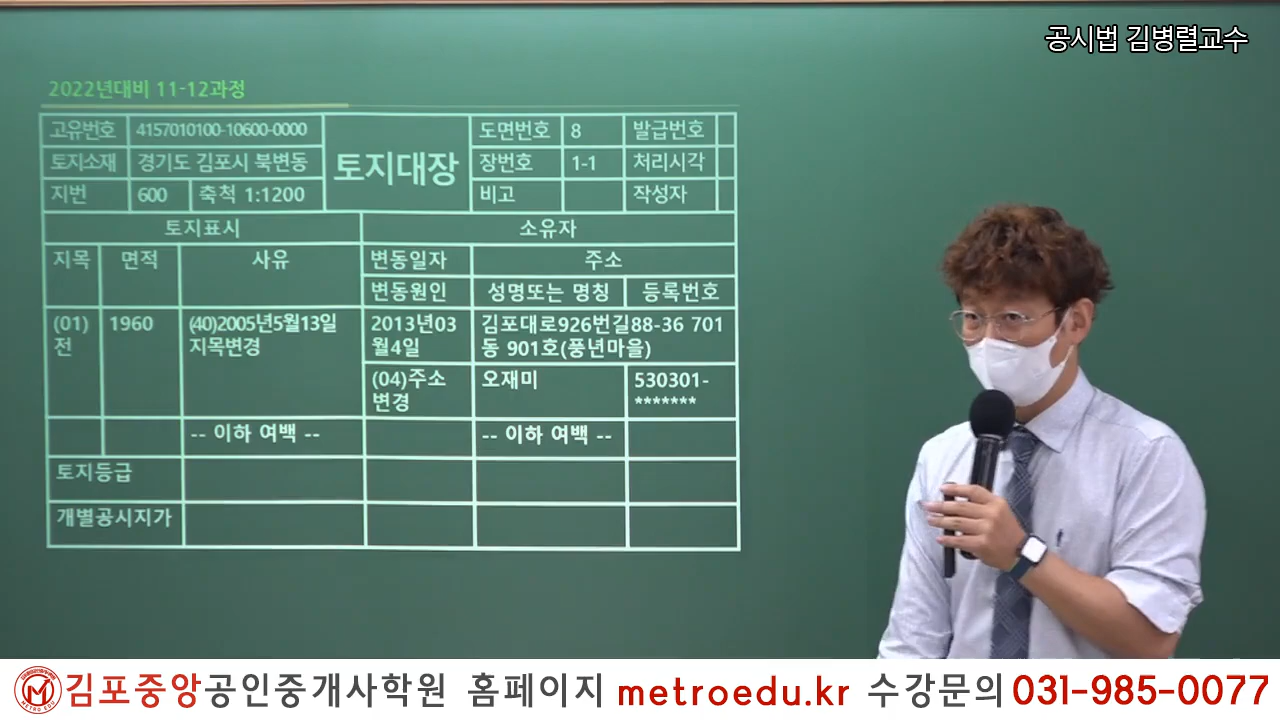 공시법 김병렬교수
2022년대비 11-12과정
고유번호 4157010100-10600-0000 토지대장 도면번호 8 발급번호
토지소재 경기도 김포시 북변동 장번호 1-1 처리시각
지번 600 축척 1:1200 비고 작성자
토지표시 소유자
지목 면적 사유 변동일자 주소
변동원인 성명또는 명칭 등록번호
(01) 1960 (40)2005년5월13일 2013년03 김포대로926번길88-36 701
전 지목변경 월4일 동 901호(풍년마을)
(04)주소 오재미 530301-
변경 *******
-- 이하 여백 -- -- 이하 여백 --
토지등급
개별공시지가
METRO EDU
김포중앙공인중개사학원 홈페이지 metroedu.kr 수강문의 031-985-0077